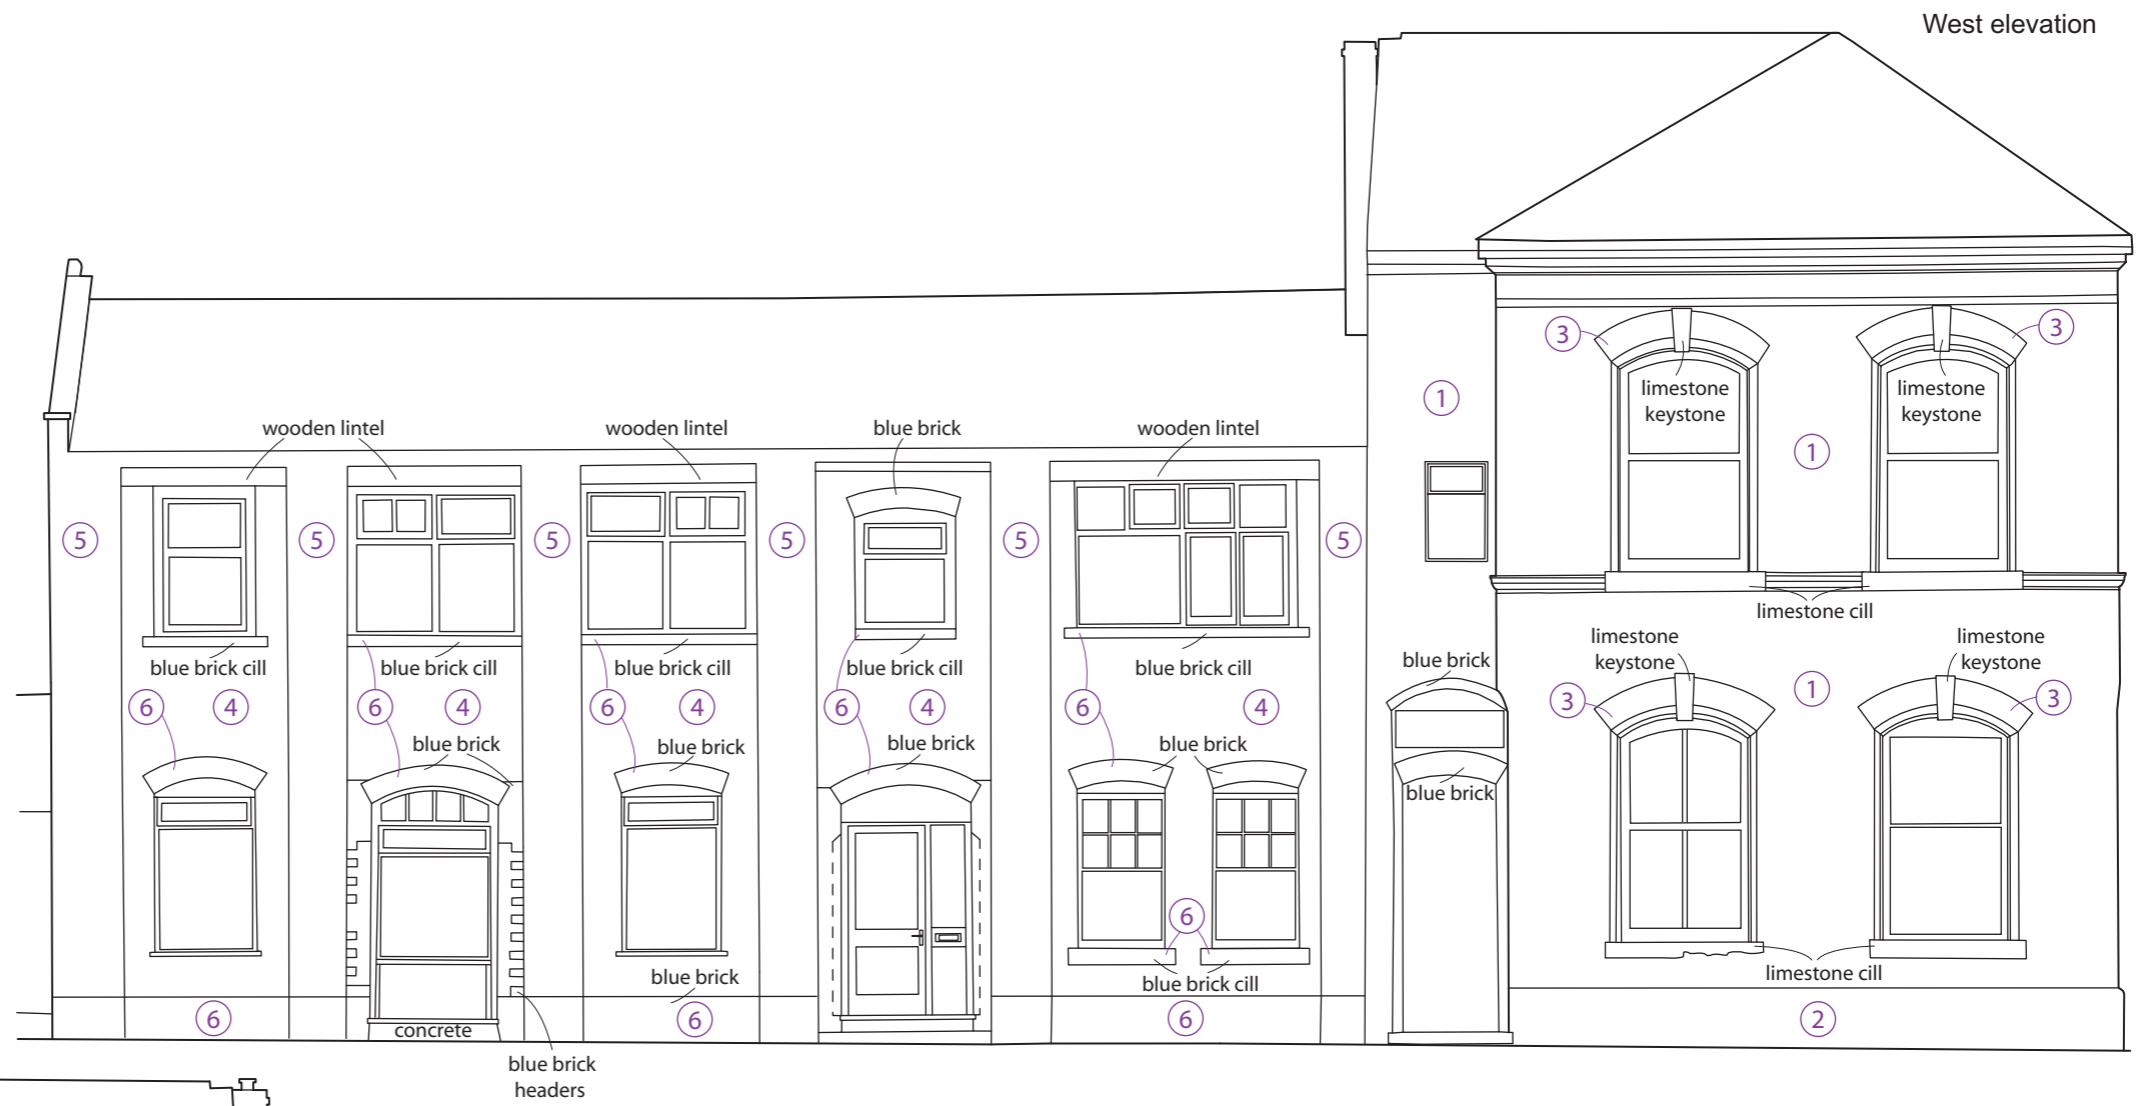 West elevation
3
3
limestone
keystone
limestone
keystone
1
wooden lintel
wooden lintel
blue brick
wooden lintel
1
5
5
5
5
5
5
limestone cill
limestone
keystone
limestone
keystone
blue brick cill
blue brick cill
blue brick cill
blue brick cill
blue brick cill
blue brick
6
4
6
4
6
4
6
4
6
4
3
1
3
blue brick
blue brick
blue brick
blue brick
blue brick
6
blue brick
blue brick cill
limestone cill
6
concrete
6
6
2
blue brick
headers